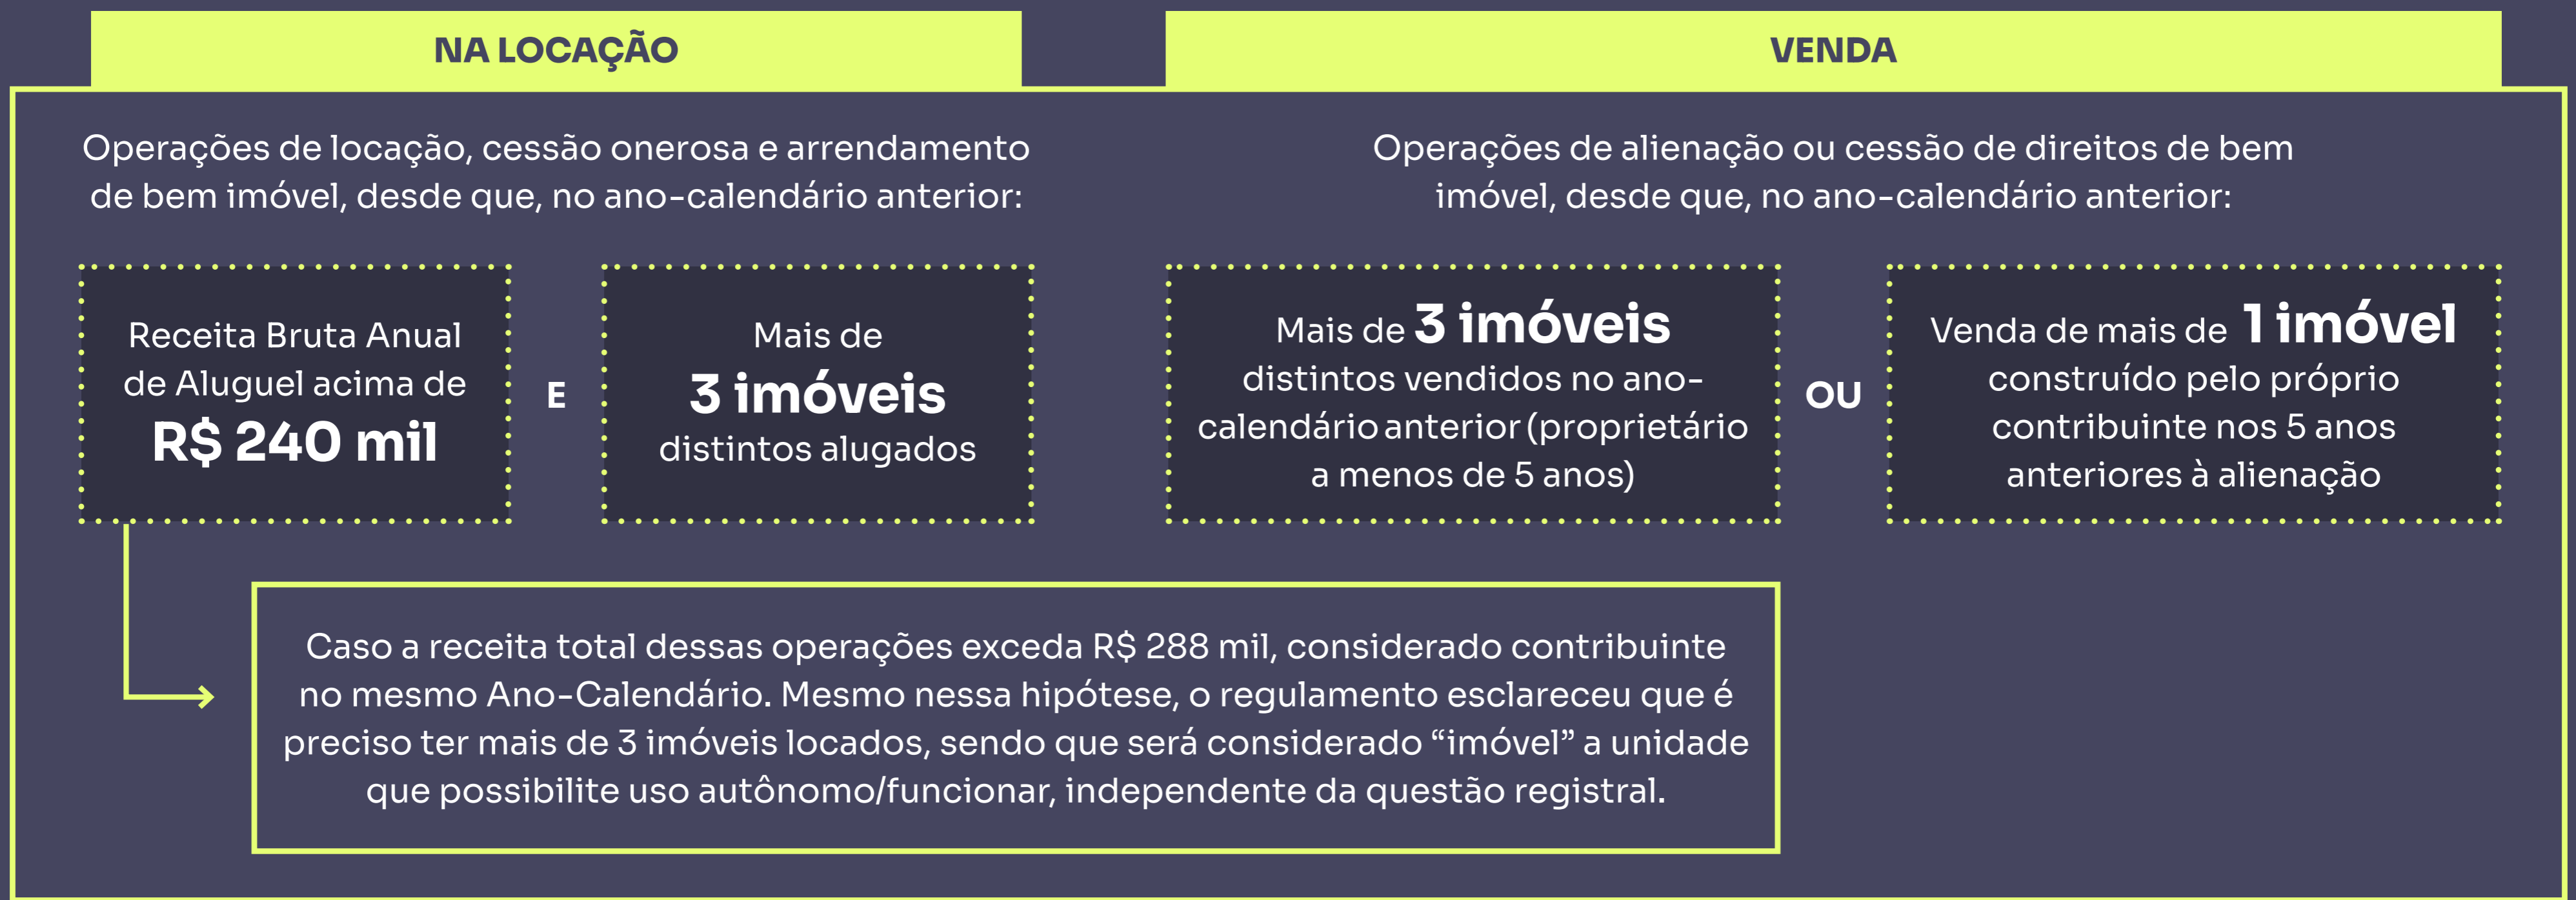 NA LOCAÇÃO
Operações de locação, cessão onerosa e arrendamento
de bem imóvel, desde que, no ano-calendário anterior:
Receita Bruta Anual
de Aluguel acima de
R$ 240 mil
E
Mais de
3 imóveis
distintos alugados
VENDA
Operações de alienação ou cessão de direitos de bem
imóvel, desde que, no ano-calendário anterior:
Mais de 3 imóveis
distintos vendidos no ano-
calendário anterior (proprietário
a menos de 5 anos)
OU
Venda de mais de 1 imóvel
construído pelo próprio
contribuinte nos 5 anos
anteriores à alienação
Caso a receita total dessas operações exceda R$ 288 mil, considerado contribuinte
no mesmo Ano-Calendário. Mesmo nessa hipótese, o regulamento esclareceu que é
preciso ter mais de 3 imóveis locados, sendo que será considerado “imóvel” a unidade
que possibilite uso autônomo/funcionar, independente da questão registral.